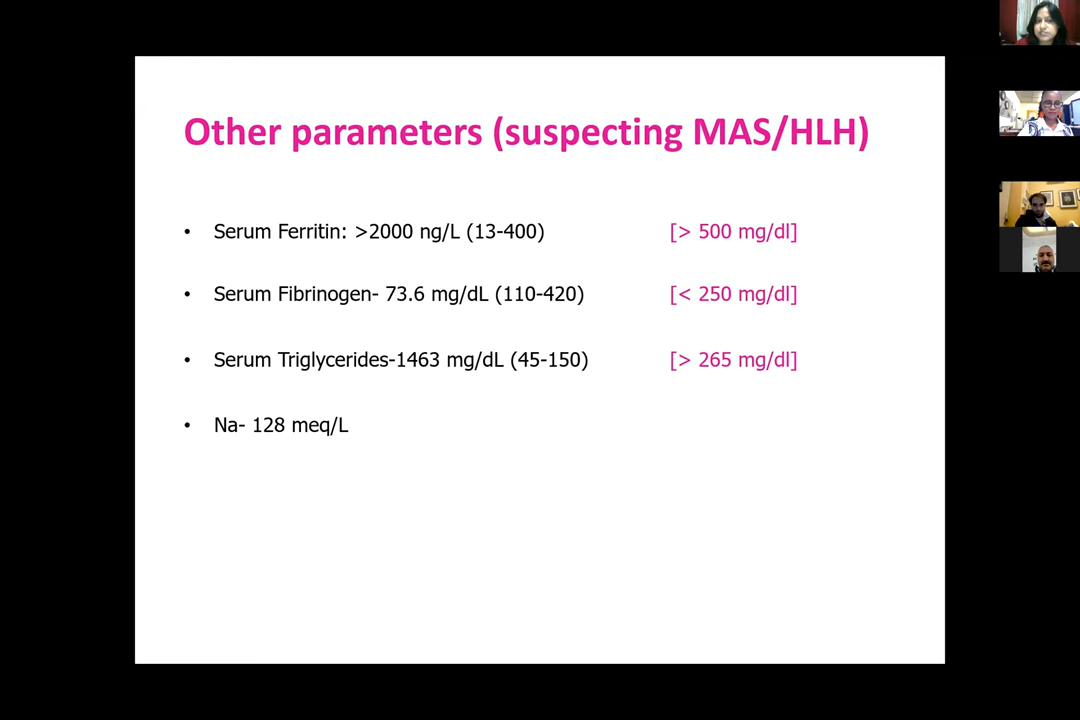 Other parameters (suspecting MAS/HLH)
• Serum Ferritin: >2000 ng/L (13-400) [> 500 mg/dl]
• Serum Fibrinogen- 73.6 mg/dL (110-420) [< 250 mg/dl]
• Serum Triglycerides-1463 mg/dL (45-150) [> 265 mg/dl]
• Na- 128 meq/L